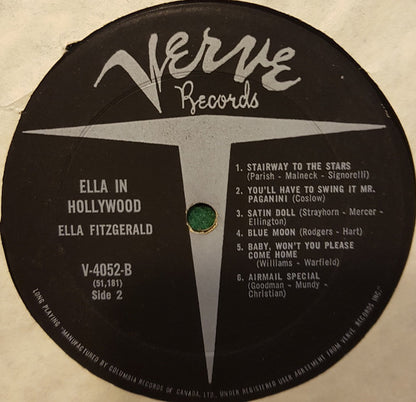 Verve
Records
ELLA IN
HOLLYWOOD
ELLA FITZGERALD
V-4052-B
(51,181)
Side 2
1. STAIRWAY TO THE STARS
(Parish - Malneck - Signorelli)
2. YOU'LL HAVE TO SWING IT MR.
PAGANINI (Coslow)
3. SATIN DOLL (Strayhorn - Mercer -
Ellington)
4. BLUE MOON (Rodgers - Hart)
5. BABY, WON'T YOU PLEASE
COME HOME
(Williams - Warfield)
6. AIRMAIL SPECIAL
(Goodman - Mundy -
Christian)
LONG PLAYING "MANUFACTURED BY COLUMBIA RECORDS OF CANADA, LTD., UNDER REGISTERED USER AGREEMENT FROM VERVE RECORDS INC."